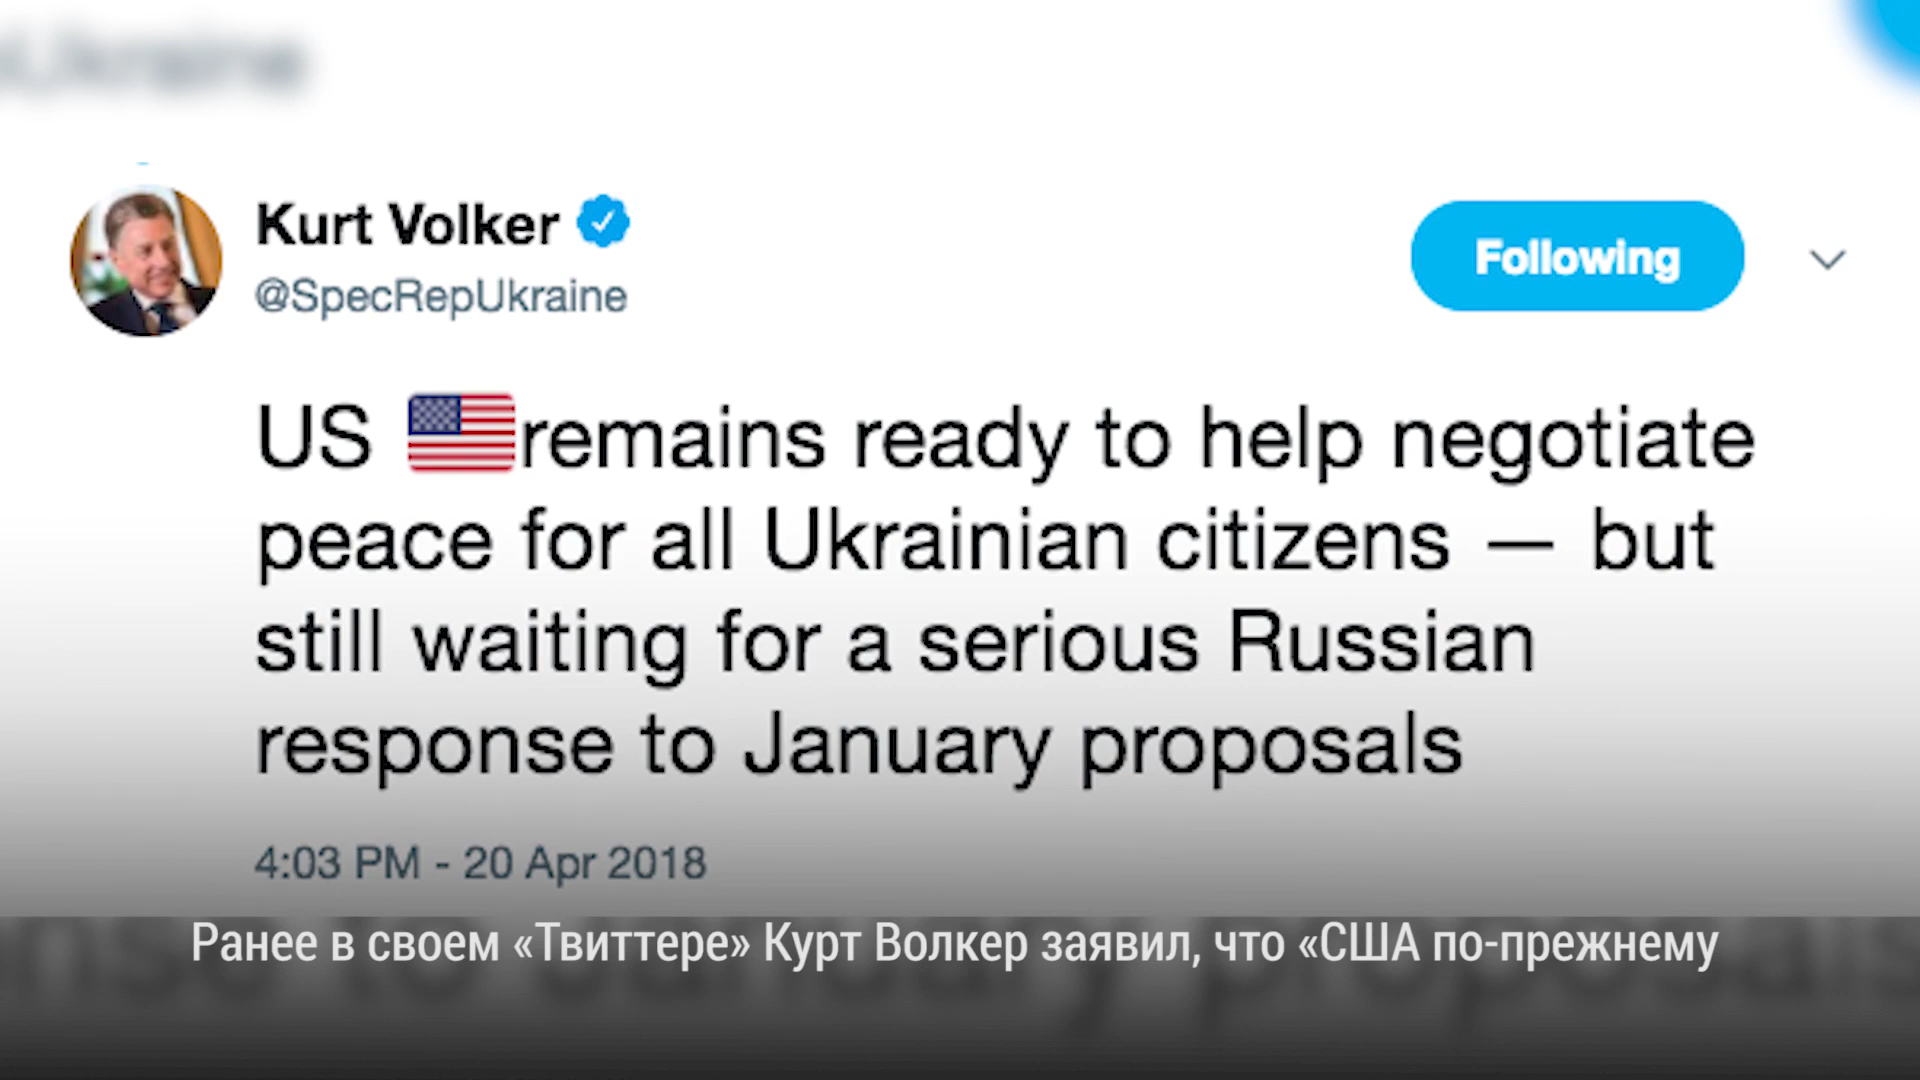 Ukraine
Kurt Volker
@SpecRepUkraine
Following
US 🇺🇸remains ready to help negotiate
peace for all Ukrainian citizens — but
still waiting for a serious Russian
response to January proposals
4:03 PM - 20 Apr 2018
Ранее в своем «Твиттере» Курт Волкер заявил, что «США по-прежнему